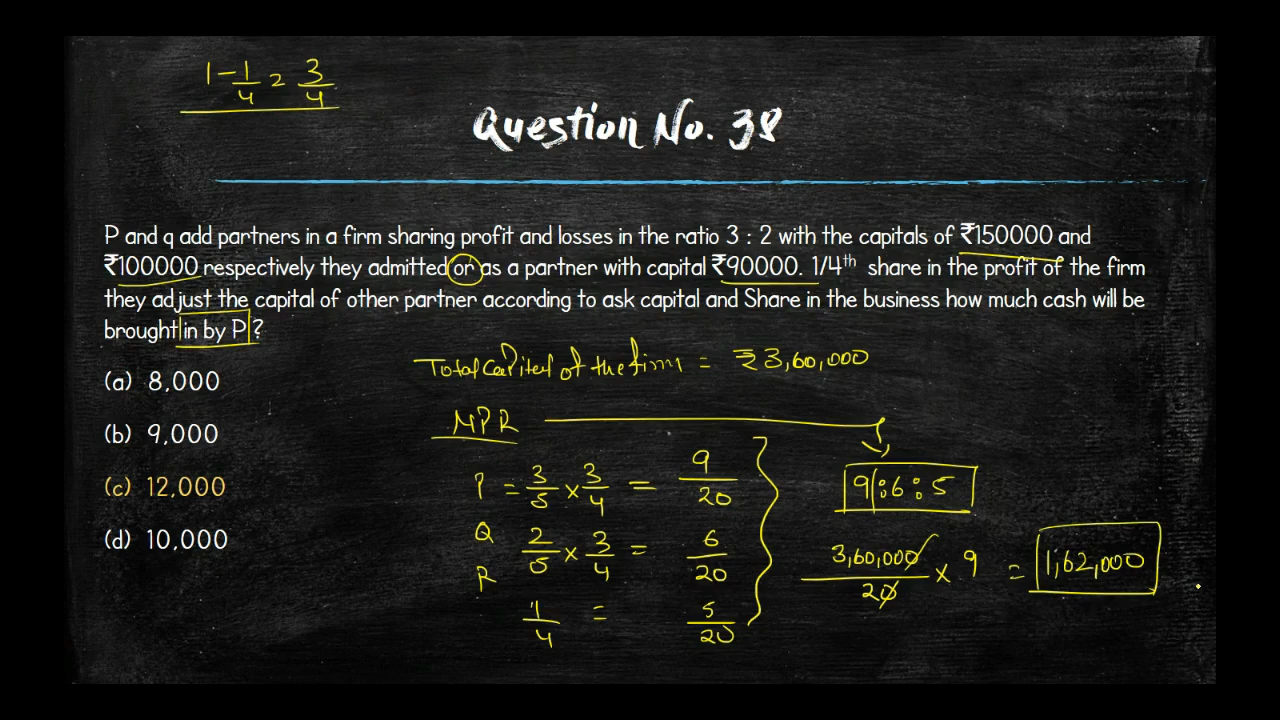 1 - 1/4 = 3/4
Question No. 38
P and q add partners in a firm sharing profit and losses in the ratio 3 : 2 with the capitals of ₹150000 and
₹100000 respectively they admitted or as a partner with capital ₹90000. 1/4th share in the profit of the firm
they adjust the capital of other partner according to ask capital and Share in the business how much cash will be
brought in by P ?
Total Capital of the firm = ₹3,60,000
(a) 8,000
NPR
(b) 9,000
P = 3/5 × 3/4 = 9/20
9:6:5
(c) 12,000
Q 2/5 × 3/4 = 6/20
(d) 10,000
3,60,000/20 × 9 = 1,62,000
R 1/4 = 5/20